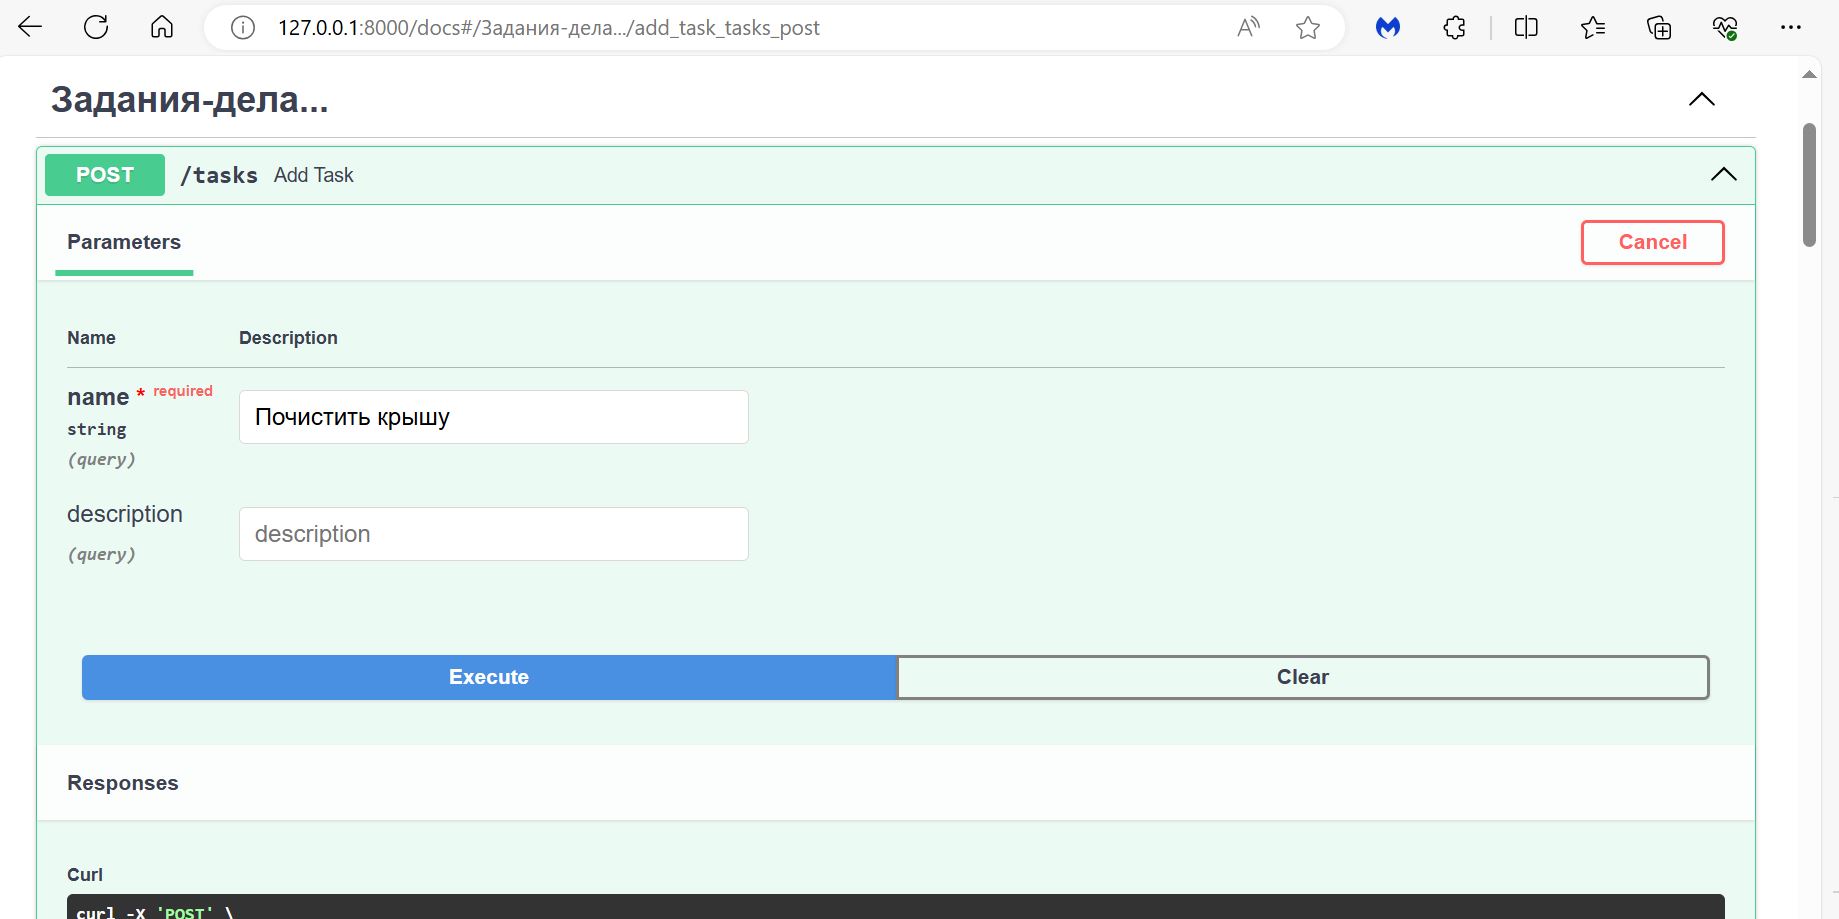 127.0.0.1:8000/docs#/Задания-дела.../add_task_tasks_post
Задания-дела...
POST /tasks Add Task
Parameters
Cancel
Name Description
name * required
string
(query)
Почистить крышу
description
(query)
description
Execute Clear
Responses
Curl
curl -X 'POST' \